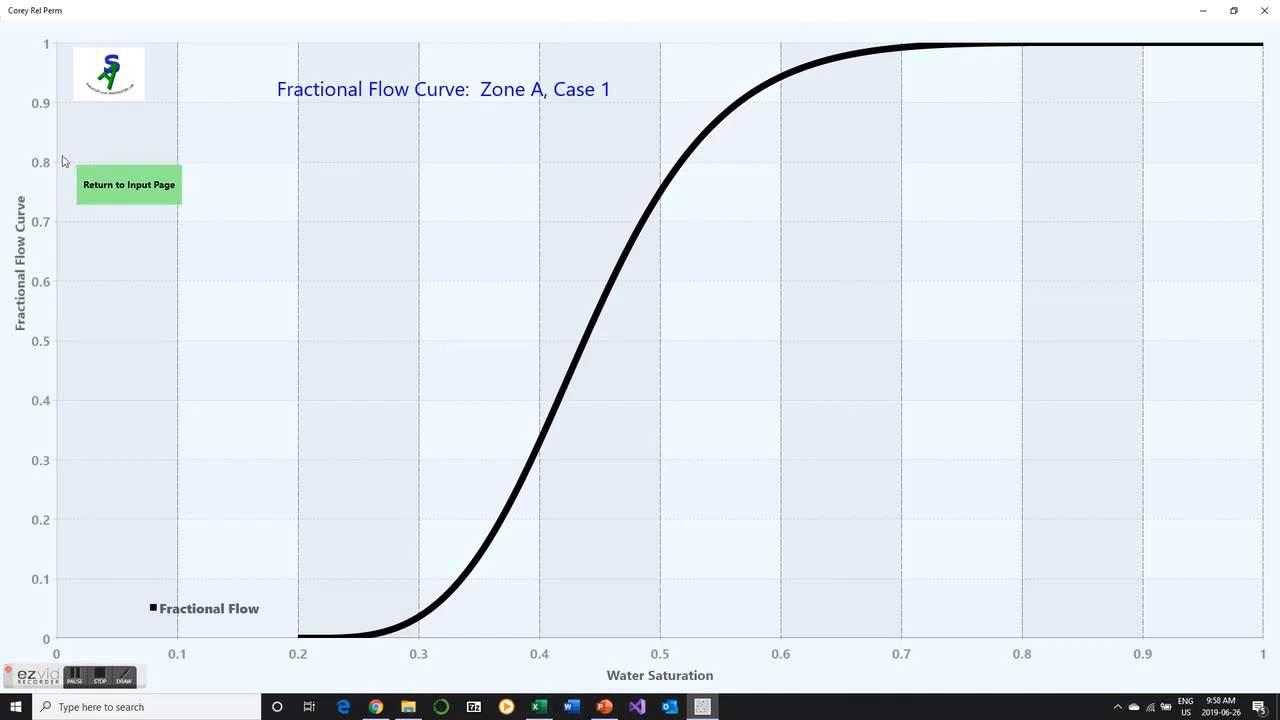 Corey Rel Perm
Fractional Flow Curve:  Zone A, Case 1
Return to Input Page
Fractional Flow Curve
1
0.9
0.8
0.7
0.6
0.5
0.4
0.3
0.2
0.1
0
Fractional Flow
0 0.1 0.2 0.3 0.4 0.5 0.6 0.7 0.8 0.9 1
Water Saturation
ezvid
RECORDER
PAUSE STOP DRAW
Type here to search
ENG
US
9:58 AM
2019-06-26
5